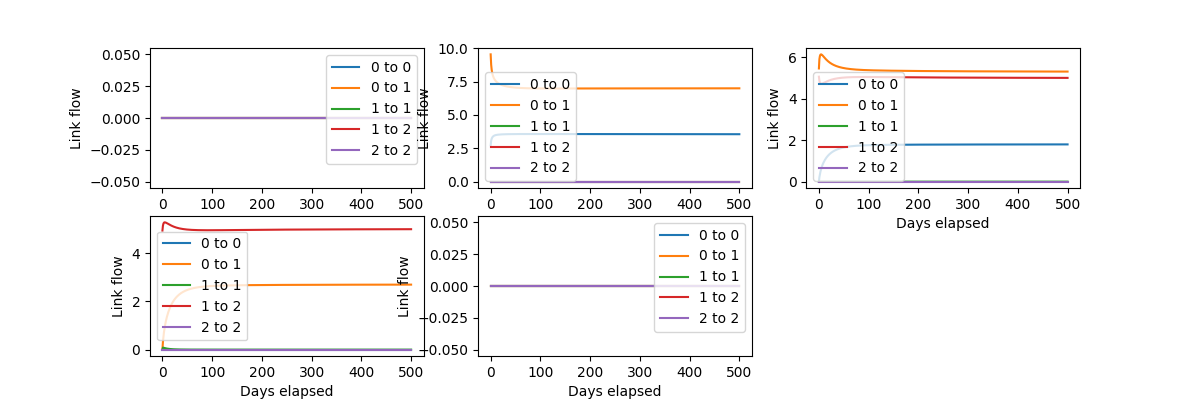 0.050
0.025
0.000
−0.025
−0.050
0 100 200 300 400 500
Link flow
0 to 0
0 to 1
1 to 1
1 to 2
2 to 2
10.0
7.5
5.0
2.5
0.0
0 100 200 300 400 500
Link flow
0 to 0
0 to 1
1 to 1
1 to 2
2 to 2
6
4
2
0
0 100 200 300 400 500
Days elapsed
Link flow
0 to 0
0 to 1
1 to 1
1 to 2
2 to 2
4
2
0
0 100 200 300 400 500
Days elapsed
Link flow
0 to 0
0 to 1
1 to 1
1 to 2
2 to 2
0.050
0.025
0.000
−0.025
−0.050
0 100 200 300 400 500
Days elapsed
Link flow
0 to 0
0 to 1
1 to 1
1 to 2
2 to 2